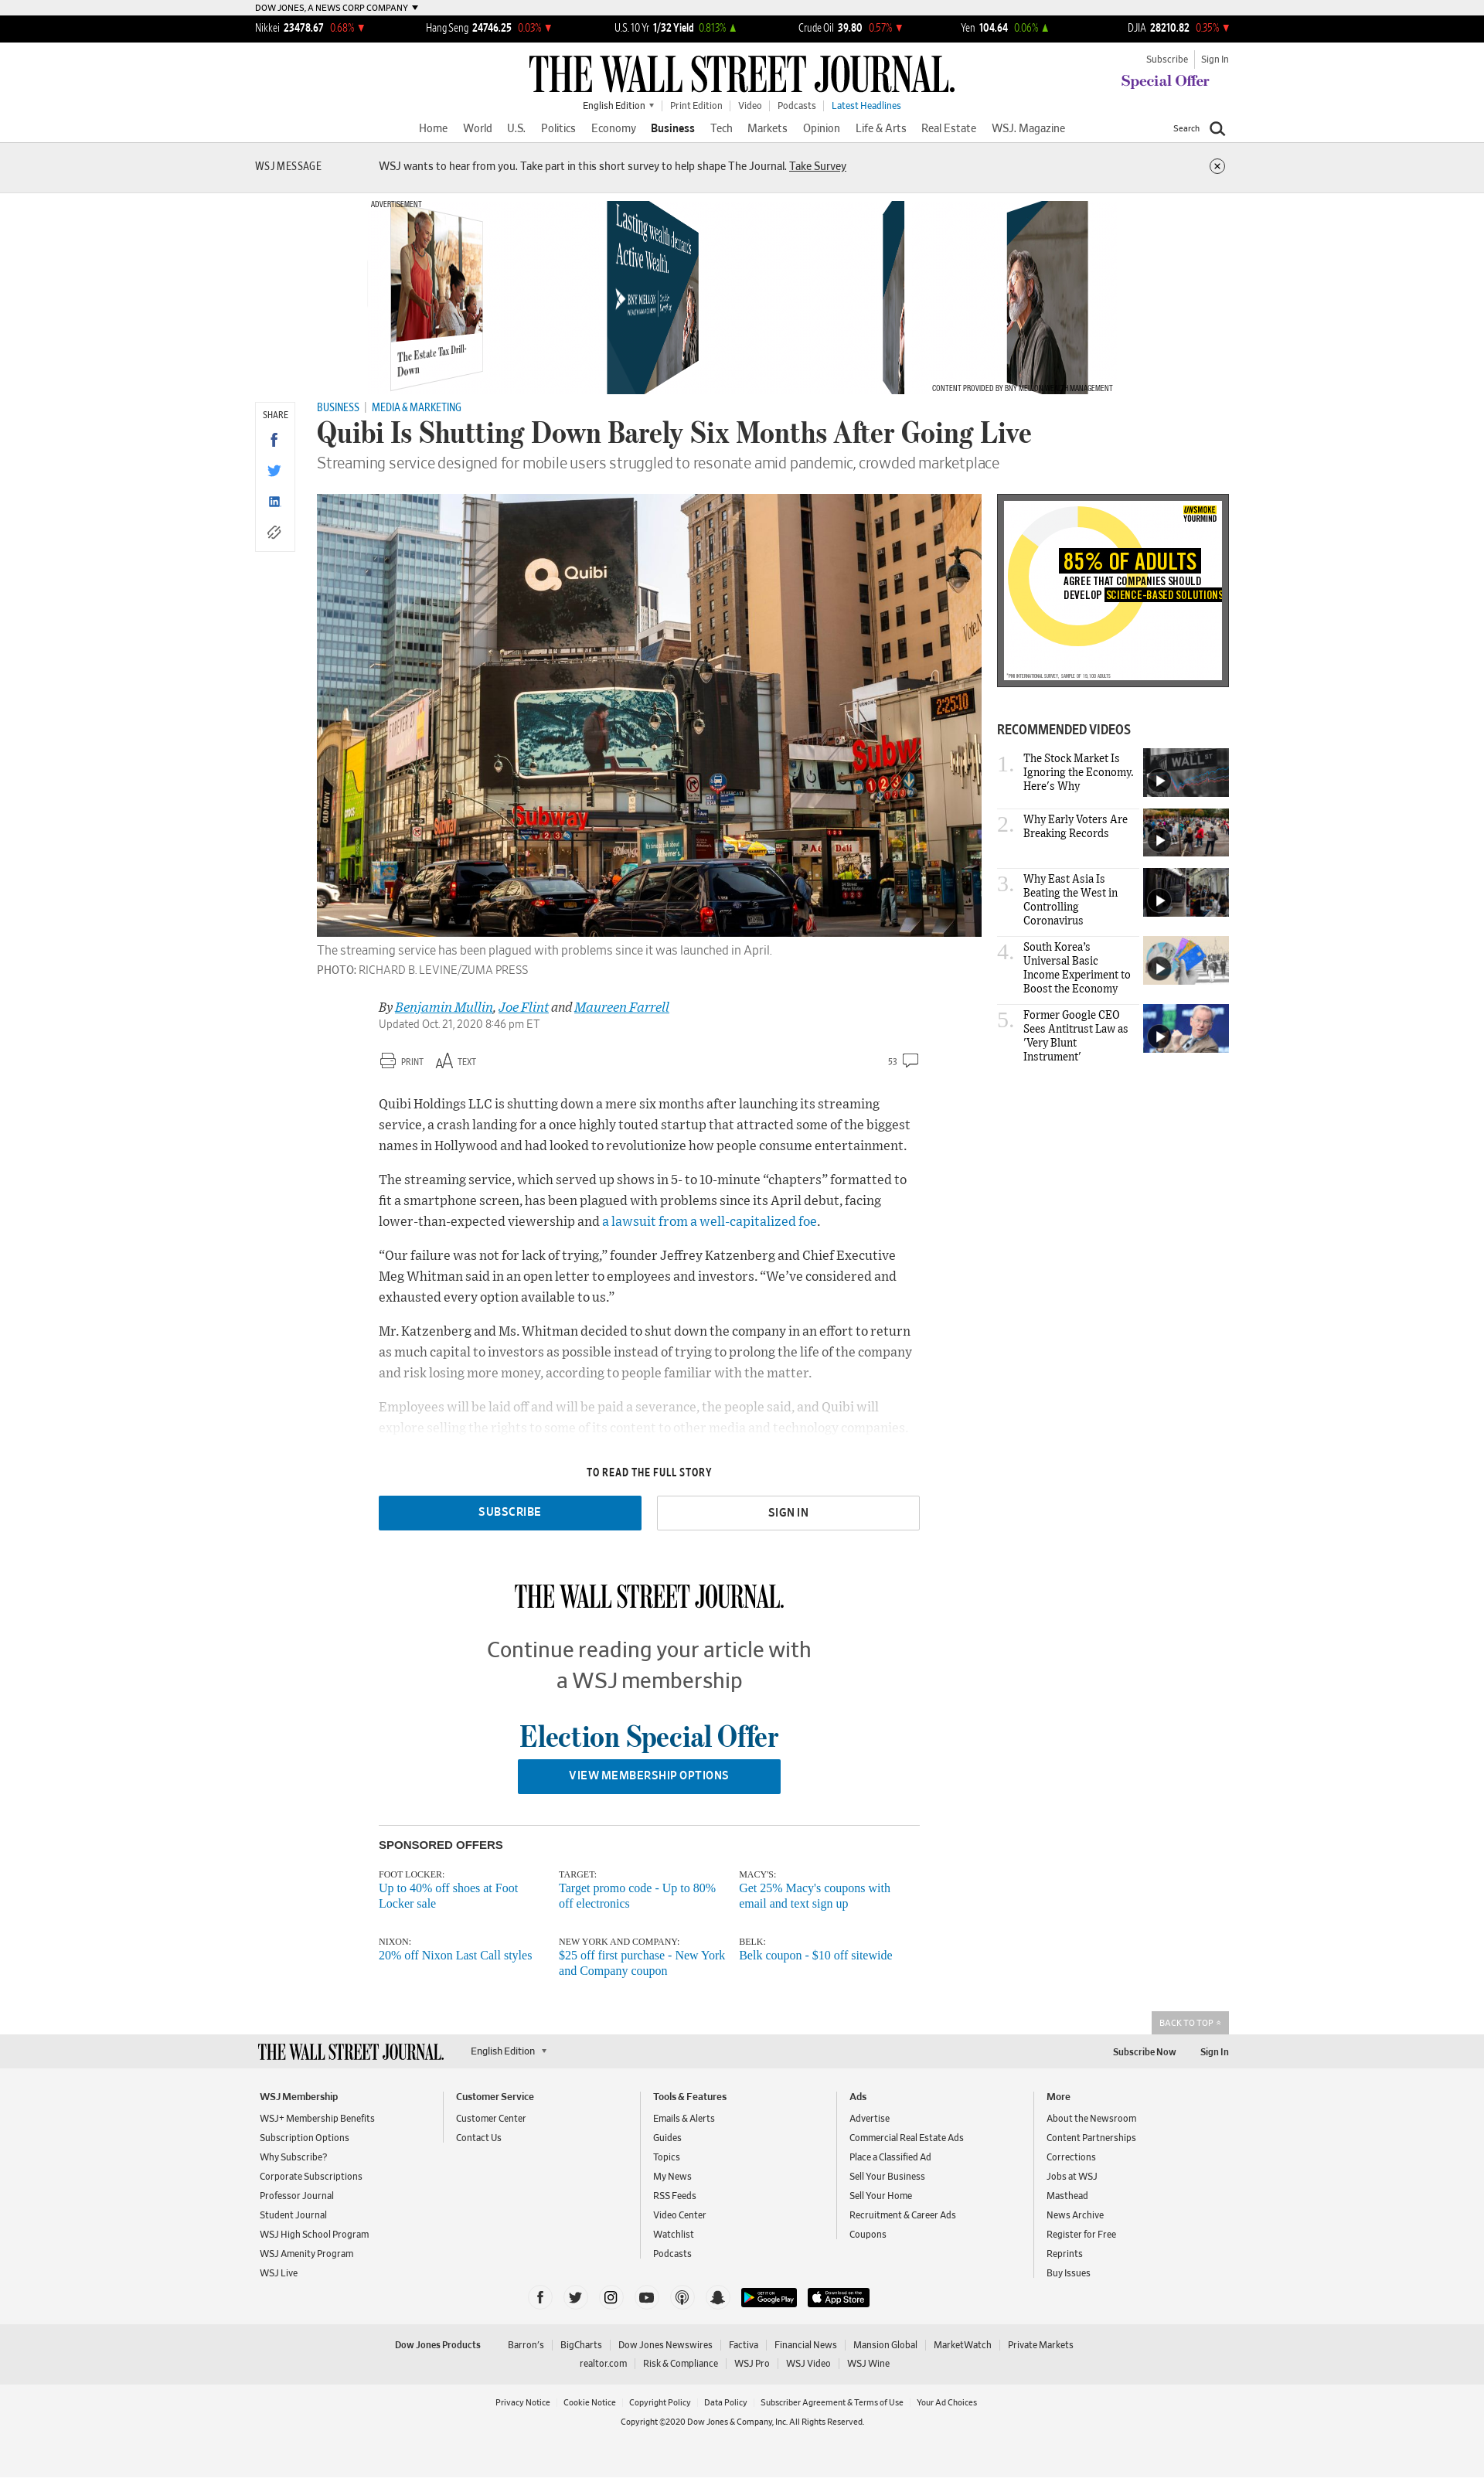 DOW JONES, A NEWS CORP COMPANY
Nikkei 23478.67 -0.68% Hang Seng 24746.25 -0.03% U.S. 10 Yr 1/32 Yield 0.813% Crude Oil 39.80 -0.57% Yen 104.64 0.06% DJIA 28210.82 -0.35%
THE WALL STREET JOURNAL.
Subscribe Sign In
Special Offer
English Edition Print Edition Video Podcasts Latest Headlines
Home World U.S. Politics Economy Business Tech Markets Opinion Life & Arts Real Estate WSJ. Magazine
Search
WSJ MESSAGE
WSJ wants to hear from you. Take part in this short survey to help shape The Journal. Take Survey
ADVERTISEMENT
The Estate Tax Drill-
Down
Lasting wealth demands
Active Wealth.
BNY MELLON
CONTENT PROVIDED BY BNY MELLON WEALTH MANAGEMENT
SHARE
BUSINESS | MEDIA & MARKETING
Quibi Is Shutting Down Barely Six Months After Going Live
Streaming service designed for mobile users struggled to resonate amid pandemic, crowded marketplace
Quibi
FOREVER 21
OLD NAVY
Subway
Subway
Deli
2:25:10
The streaming service has been plagued with problems since it was launched in April.
PHOTO: RICHARD B. LEVINE/ZUMA PRESS
UNSMOKE
YOURMIND
85% OF ADULTS
AGREE THAT COMPANIES SHOULD
DEVELOP SCIENCE-BASED SOLUTIONS
RECOMMENDED VIDEOS
1. The Stock Market Is
Ignoring the Economy.
Here's Why
2. Why Early Voters Are
Breaking Records
3. Why East Asia Is
Beating the West in
Controlling
Coronavirus
4. South Korea's
Universal Basic
Income Experiment to
Boost the Economy
5. Former Google CEO
Sees Antitrust Law as
'Very Blunt
Instrument'
By Benjamin Mullin, Joe Flint and Maureen Farrell
Updated Oct. 21, 2020 8:46 pm ET
PRINT TEXT
53
Quibi Holdings LLC is shutting down a mere six months after launching its streaming
service, a crash landing for a once highly touted startup that attracted some of the biggest
names in Hollywood and had looked to revolutionize how people consume entertainment.
The streaming service, which served up shows in 5- to 10-minute “chapters” formatted to
fit a smartphone screen, has been plagued with problems since its April debut, facing
lower-than-expected viewership and a lawsuit from a well-capitalized foe.
“Our failure was not for lack of trying,” founder Jeffrey Katzenberg and Chief Executive
Meg Whitman said in an open letter to employees and investors. “We’ve considered and
exhausted every option available to us.”
Mr. Katzenberg and Ms. Whitman decided to shut down the company in an effort to return
as much capital to investors as possible instead of trying to prolong the life of the company
and risk losing more money, according to people familiar with the matter.
Employees will be laid off and will be paid a severance, the people said, and Quibi will
explore selling the rights to some of its content to other media and technology companies.
TO READ THE FULL STORY
SUBSCRIBE
SIGN IN
THE WALL STREET JOURNAL.
Continue reading your article with
a WSJ membership
Election Special Offer
VIEW MEMBERSHIP OPTIONS
SPONSORED OFFERS
FOOT LOCKER:
Up to 40% off shoes at Foot
Locker sale
TARGET:
Target promo code - Up to 80%
off electronics
MACY'S:
Get 25% Macy's coupons with
email and text sign up
NIXON:
20% off Nixon Last Call styles
NEW YORK AND COMPANY:
$25 off first purchase - New York
and Company coupon
BELK:
Belk coupon - $10 off sitewide
BACK TO TOP
THE WALL STREET JOURNAL.
English Edition
Subscribe Now Sign In
WSJ Membership
WSJ+ Membership Benefits
Subscription Options
Why Subscribe?
Corporate Subscriptions
Professor Journal
Student Journal
WSJ High School Program
WSJ Amenity Program
WSJ Live
Customer Service
Customer Center
Contact Us
Tools & Features
Emails & Alerts
Guides
Topics
My News
RSS Feeds
Video Center
Watchlist
Podcasts
Ads
Advertise
Commercial Real Estate Ads
Place a Classified Ad
Sell Your Business
Sell Your Home
Recruitment & Career Ads
Coupons
More
About the Newsroom
Content Partnerships
Corrections
Jobs at WSJ
Masthead
News Archive
Register for Free
Reprints
Buy Issues
GET IT ON
Google Play
Download on the
App Store
Dow Jones Products Barron's BigCharts Dow Jones Newswires Factiva Financial News Mansion Global MarketWatch Private Markets
realtor.com Risk & Compliance WSJ Pro WSJ Video WSJ Wine
Privacy Notice Cookie Notice Copyright Policy Data Policy Subscriber Agreement & Terms of Use Your Ad Choices
Copyright ©2020 Dow Jones & Company, Inc. All Rights Reserved.